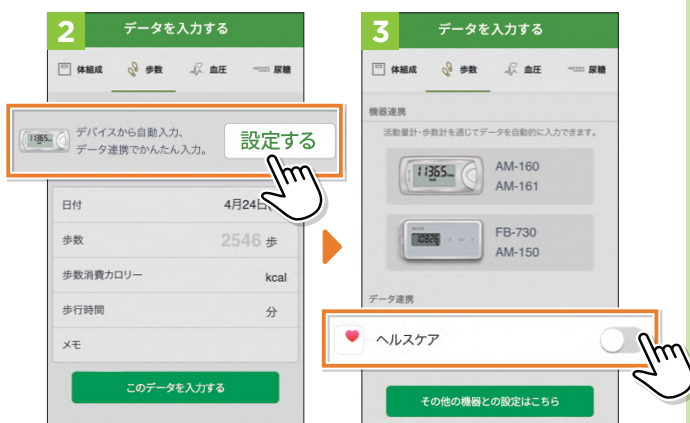 2
データを入力する
体組成 歩数 血圧 尿糖
11365
デバイスから自動入力、
データ連携でかんたん入力。
設定する
日付 4月24日
歩数 2546 歩
歩数消費カロリー kcal
歩行時間 分
メモ
このデータを入力する
3
データを入力する
体組成 歩数 血圧 尿糖
機器連携
活動量計・歩数計を通じてデータを自動的に入力できます。
11365
AM-160
AM-161
10826
FB-730
AM-150
データ連携
ヘルスケア
その他の機器との設定はこちら